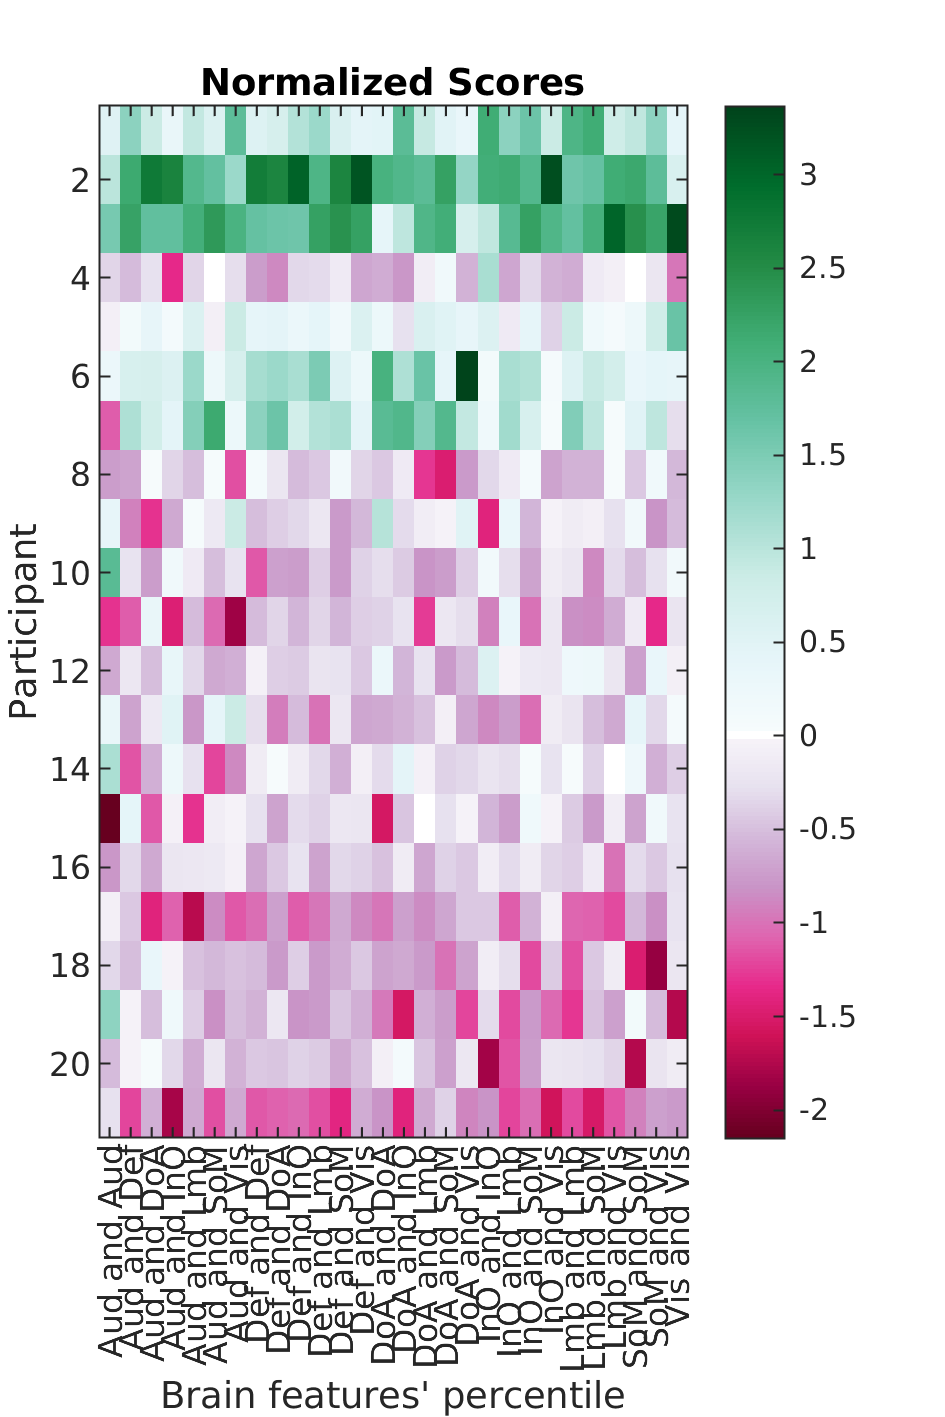 Normalized Scores
2
4
6
8
10
12
14
16
18
20
Participant
3
2.5
2
1.5
1
0.5
0
-0.5
-1
-1.5
-2
Aud and Aud
Aud and Def
Aud and DoA
Aud and InO
Aud and Lmb
Aud and SoM
Aud and Vis
Def and Def
Def and DoA
Def and InO
Def and Lmb
Def and SoM
Def and Vis
DoA and DoA
DoA and InO
DoA and Lmb
DoA and SoM
DoA and Vis
InO and InO
InO and Lmb
InO and SoM
InO and Vis
Lmb and Lmb
Lmb and SoM
Lmb and Vis
SoM and SoM
SoM and Vis
Vis and Vis
Brain features' percentile